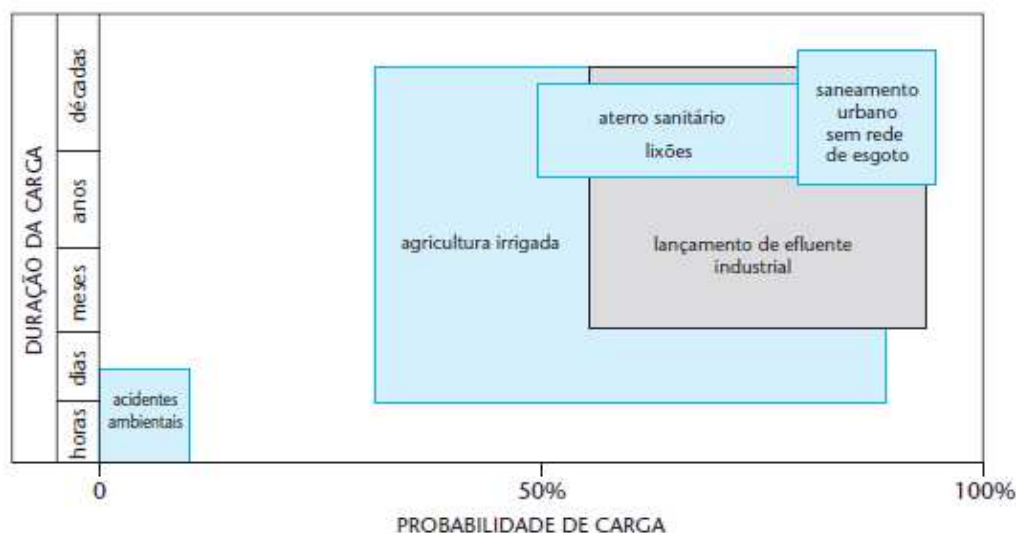 DURAÇÃO DA CARGA
décadas
anos
meses
dias
horas
saneamento
urbano
sem rede
de esgoto
aterro sanitário
lixões
agricultura irrigada
lançamento de efluente
industrial
acidentes
ambientais
0
50%
100%
PROBABILIDADE DE CARGA